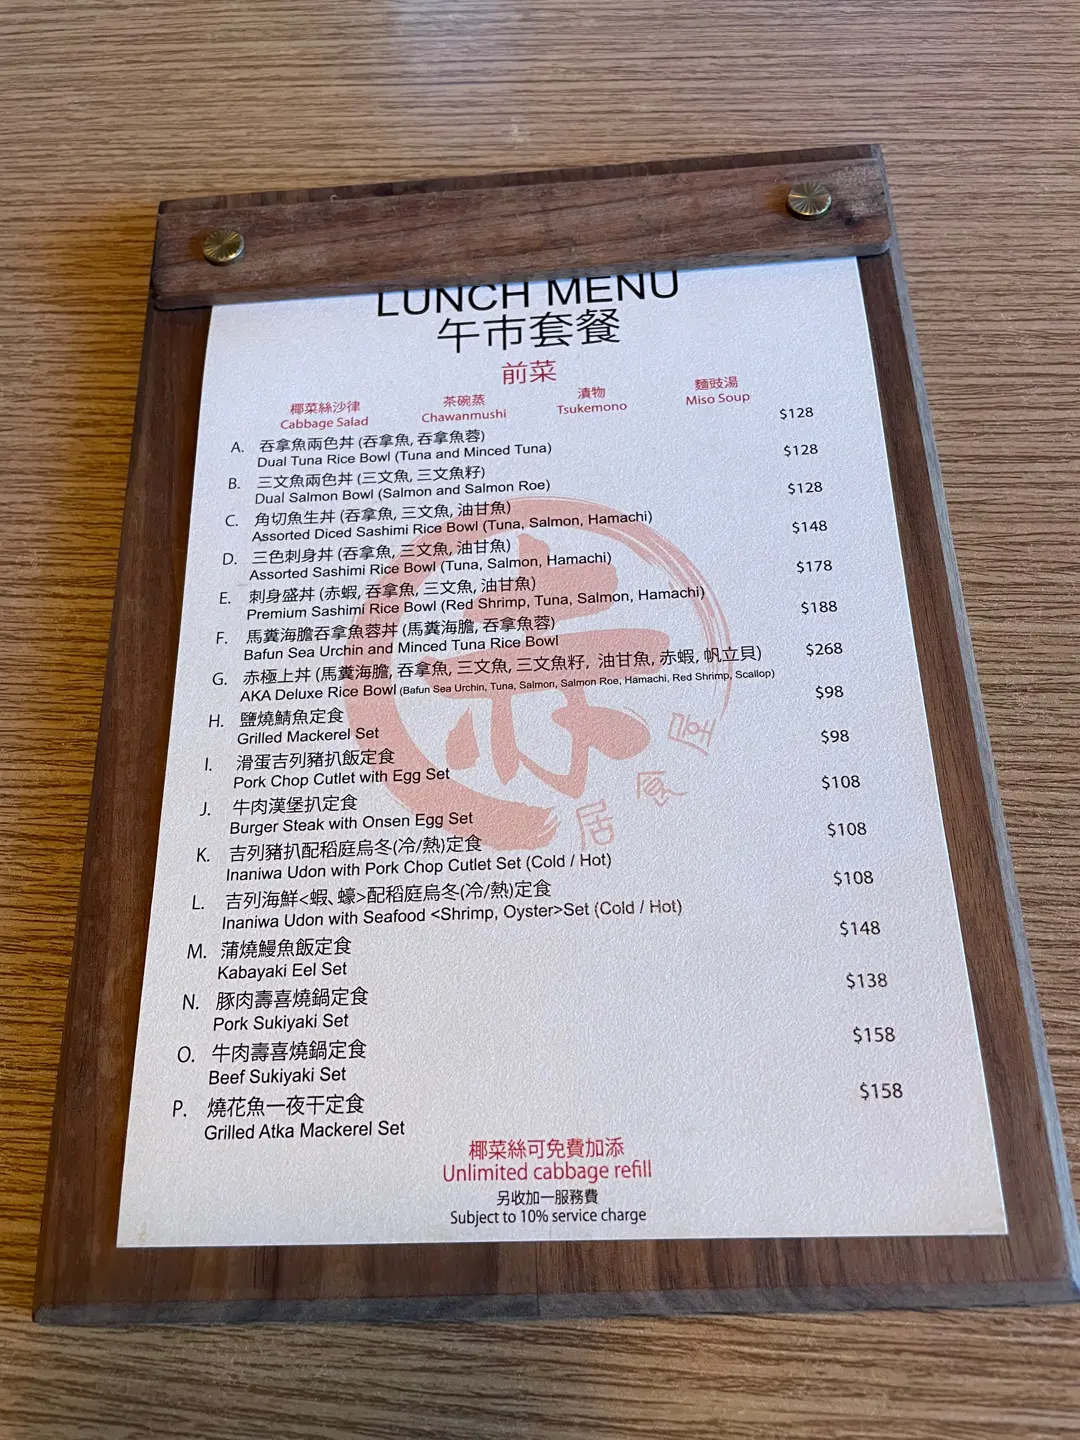 LUNCH MENU
午市套餐
前菜
椰菜絲沙律 茶碗蒸 漬物 麵豉湯
Cabbage Salad Chawanmushi Tsukemono Miso Soup
A. 吞拿魚兩色丼 (吞拿魚, 吞拿魚蓉) $128
Dual Tuna Rice Bowl (Tuna and Minced Tuna)
B. 三文魚兩色丼 (三文魚, 三文魚籽) $128
Dual Salmon Bowl (Salmon and Salmon Roe)
C. 角切魚生丼 (吞拿魚, 三文魚, 油甘魚) $128
Assorted Diced Sashimi Rice Bowl (Tuna, Salmon, Hamachi)
D. 三色刺身丼 (吞拿魚, 三文魚, 油甘魚) $148
Assorted Sashimi Rice Bowl (Tuna, Salmon, Hamachi)
E. 刺身盛丼 (赤蝦, 吞拿魚, 三文魚, 油甘魚) $178
Premium Sashimi Rice Bowl (Red Shrimp, Tuna, Salmon, Hamachi)
F. 馬糞海膽吞拿魚蓉丼 (馬糞海膽, 吞拿魚蓉) $188
Bafun Sea Urchin and Minced Tuna Rice Bowl
G. 赤極上丼 (馬糞海膽, 吞拿魚, 三文魚, 三文魚籽, 油甘魚, 赤蝦, 帆立貝) $268
AKA Deluxe Rice Bowl (Bafun Sea Urchin, Tuna, Salmon, Salmon Roe, Hamachi, Red Shrimp, Scallop)
H. 鹽燒鯖魚定食 $98
Grilled Mackerel Set
I. 滑蛋吉列豬扒飯定食 $98
Pork Chop Cutlet with Egg Set
J. 牛肉漢堡扒定食 $108
Burger Steak with Onsen Egg Set
K. 吉列豬扒配稻庭烏冬(冷/熱)定食 $108
Inaniwa Udon with Pork Chop Cutlet Set (Cold / Hot)
L. 吉列海鮮<蝦、蠔>配稻庭烏冬(冷/熱)定食 $108
Inaniwa Udon with Seafood <Shrimp, Oyster>Set (Cold / Hot)
M. 蒲燒鰻魚飯定食 $148
Kabayaki Eel Set
N. 豚肉壽喜燒鍋定食 $138
Pork Sukiyaki Set
O. 牛肉壽喜燒鍋定食 $158
Beef Sukiyaki Set
P. 燒花魚一夜干定食 $158
Grilled Atka Mackerel Set
椰菜絲可免費加添
Unlimited cabbage refill
另收加一服務費
Subject to 10% service charge
赤
居